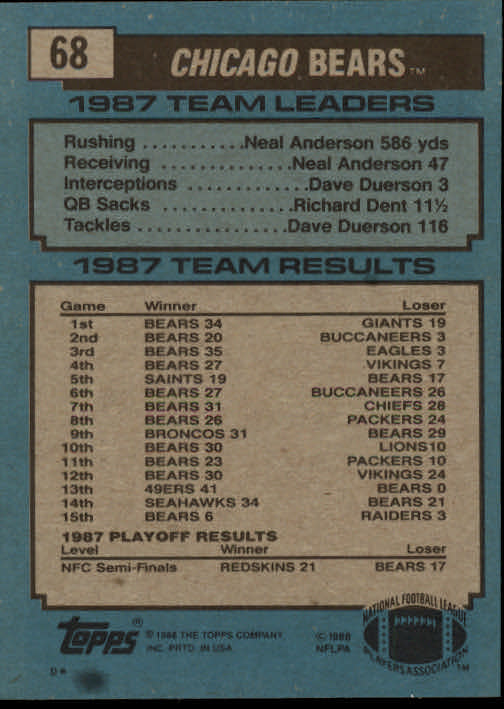 68
CHICAGO BEARS™
1987 TEAM LEADERS
Rushing ...........Neal Anderson 586 yds
Receiving ..............Neal Anderson 47
Interceptions .............Dave Duerson 3
QB Sacks ...............Richard Dent 11½
Tackles ................Dave Duerson 116
1987 TEAM RESULTS
Game Winner Loser
1st BEARS 34 GIANTS 19
2nd BEARS 20 BUCCANEERS 3
3rd BEARS 35 EAGLES 3
4th BEARS 27 VIKINGS 7
5th SAINTS 19 BEARS 17
6th BEARS 27 BUCCANEERS 26
7th BEARS 31 CHIEFS 28
8th BEARS 26 PACKERS 24
9th BRONCOS 31 BEARS 29
10th BEARS 30 LIONS10
11th BEARS 23 PACKERS 10
12th BEARS 30 VIKINGS 24
13th 49ERS 41 BEARS 0
14th SEAHAWKS 34 BEARS 21
15th BEARS 6 RAIDERS 3
1987 PLAYOFF RESULTS
Level Winner Loser
NFC Semi-Finals REDSKINS 21 BEARS 17
TOPPS®
© 1988 THE TOPPS COMPANY
INC. PRTD. IN USA
© 1988
NFLPA
NATIONAL FOOTBALL LEAGUE
PLAYERS ASSOCIATION™
D*